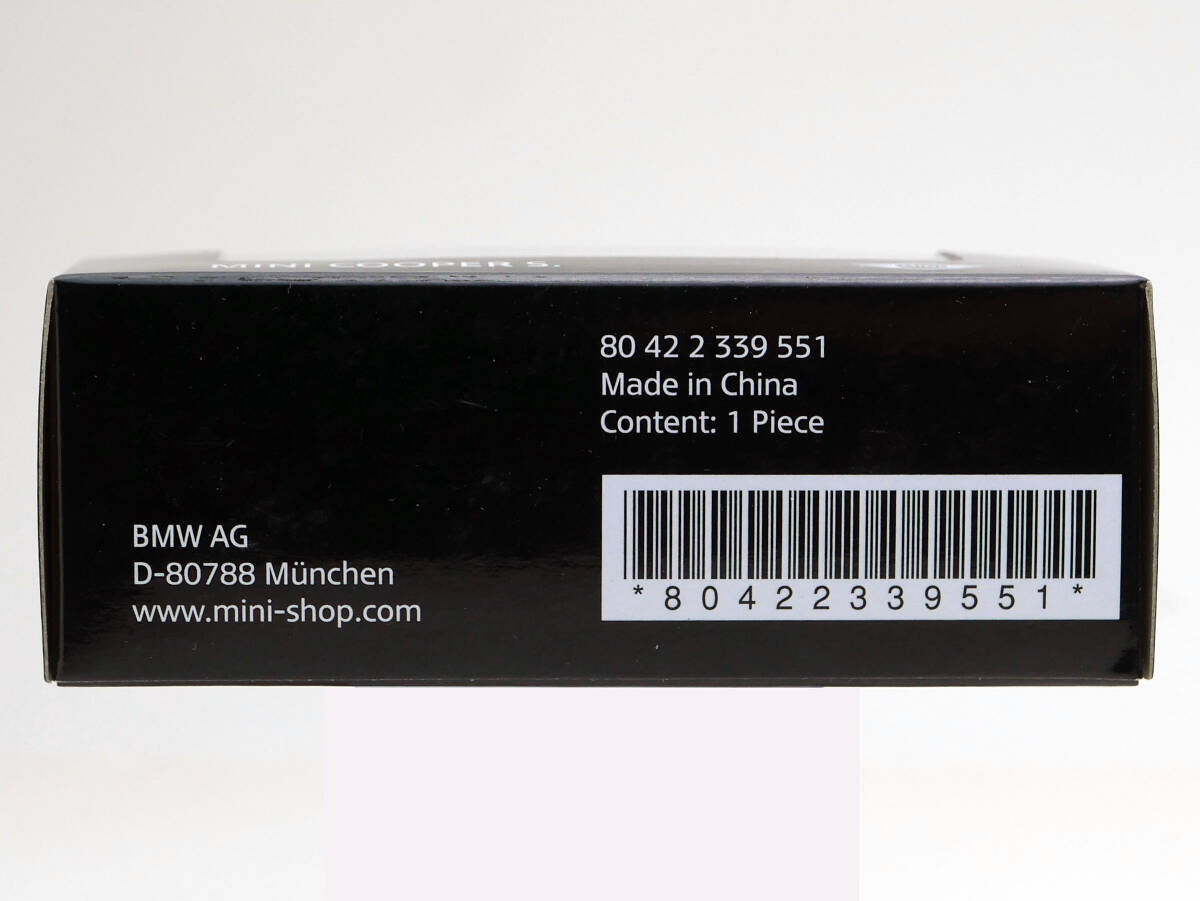 MINI COOPER S.
80 42 2 339 551
Made in China
Content: 1 Piece
*80422339551*
BMW AG
D-80788 München
www.mini-shop.com